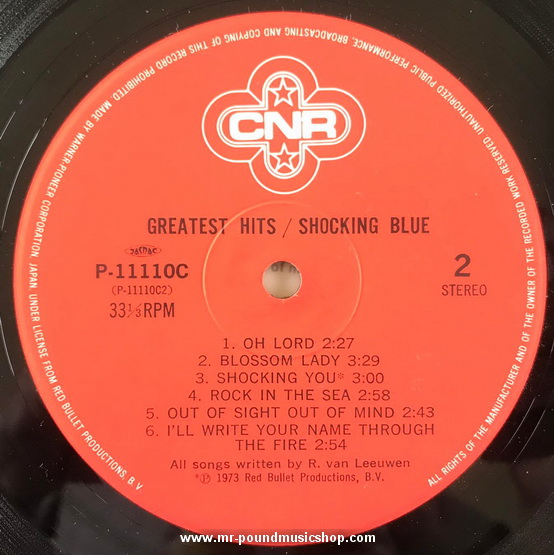 MADE BY WARNER-PIONEER CORPORATION, JAPAN UNDER LICENSE FROM RED BULLET PRODUCTIONS, B.V
ALL RIGHTS OF THE MANUFACTURER AND OF THE OWNER OF THE RECORDED WORK RESERVED. UNAUTHORIZED PUBLIC PERFORMANCE, BROADCASTING AND COPYING OF THIS RECORD PROHIBITED.
CNR
GREATEST HITS / SHOCKING BLUE
JASRAC
P-11110C
(P-11110C2)
33⅓RPM
2
STEREO
1. OH LORD 2:27
2. BLOSSOM LADY 3:29
3. SHOCKING YOU* 3:00
4. ROCK IN THE SEA 2:58
5. OUT OF SIGHT OUT OF MIND 2:43
6. I'LL WRITE YOUR NAME THROUGH
THE FIRE 2:54
All songs written by R. van Leeuwen
*Ⓟ 1973 Red Bullet Productions, B.V.
www.mr-poundmusicshop.com